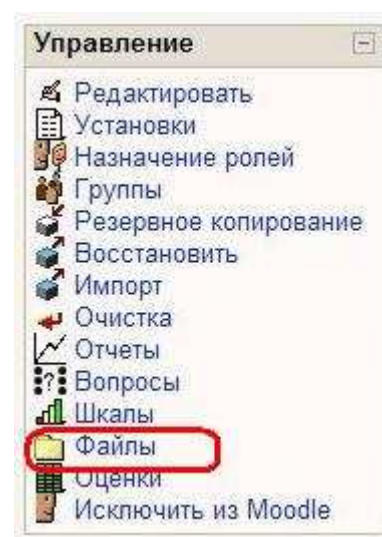 Управление
Редактировать
Установки
Назначение ролей
Группы
Резервное копирование
Восстановить
Импорт
Очистка
Отчеты
Вопросы
Шкалы
Файлы
Оценки
Исключить из Moodle